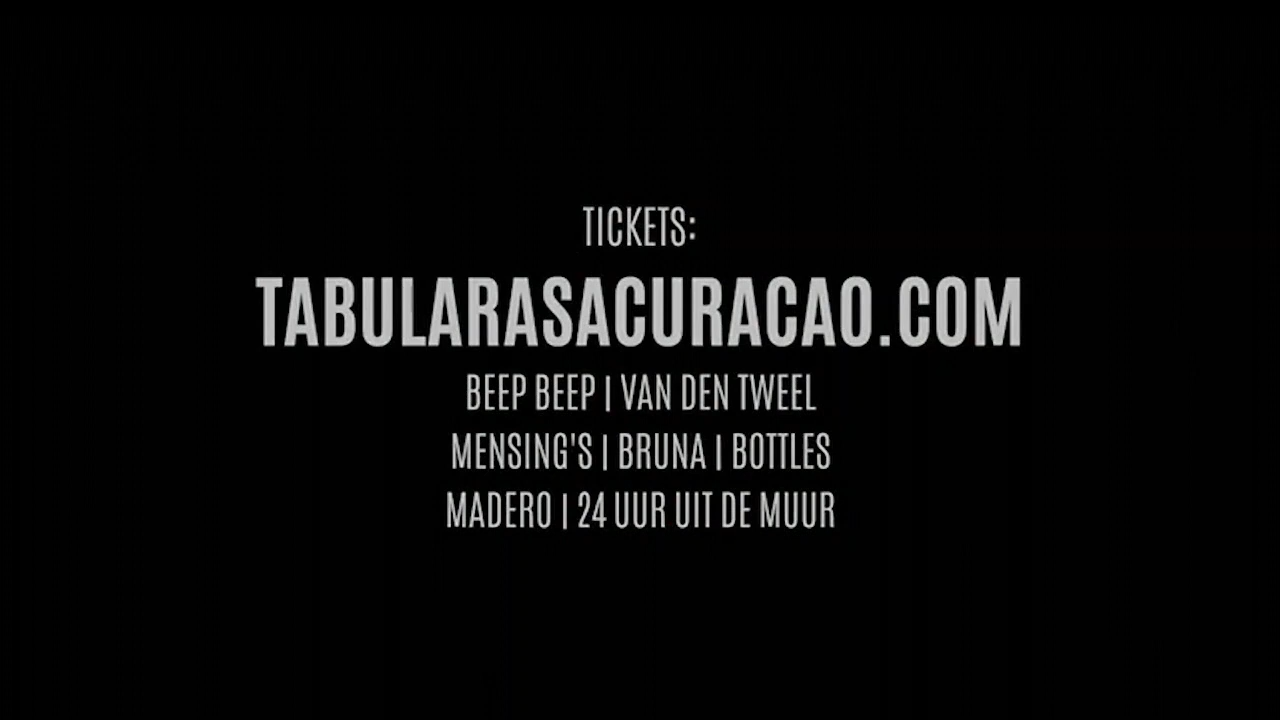 TICKETS:
TABULARASACURACAO.COM
BEEP BEEP | VAN DEN TWEEL
MENSING'S | BRUNA | BOTTLES
MADERO | 24 UUR UIT DE MUUR